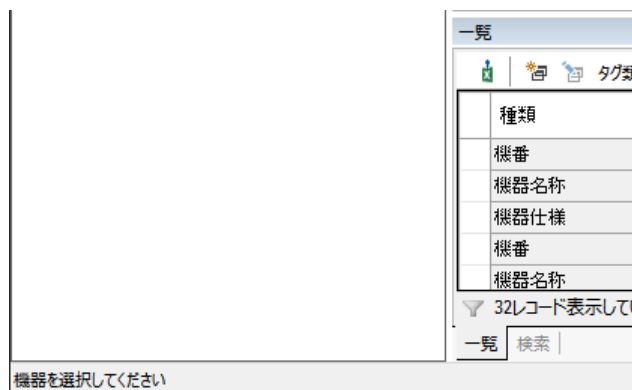 一覧
タグ類
種類
機番
機器名称
機器仕様
機番
機器名称
32レコード表示してい
一覧 検索
機器を選択してください